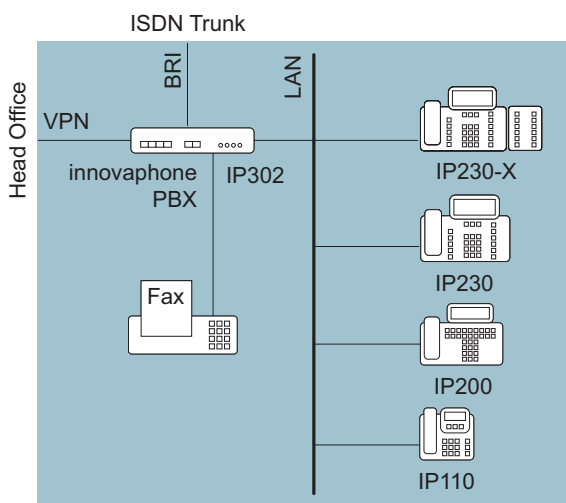 ISDN Trunk
Head Office
BRI
LAN
VPN
innovaphone
PBX
IP302
Fax
IP230-X
IP230
IP200
IP110